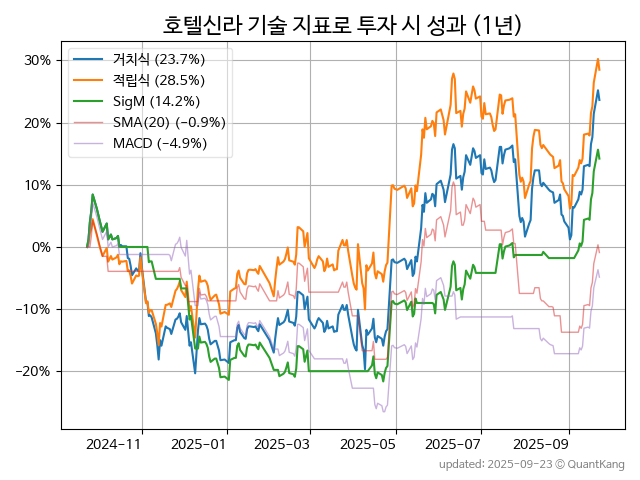 호텔신라 기술 지표로 투자 시 성과 (1년)
거치식 (23.7%)
적립식 (28.5%)
SigM (14.2%)
SMA(20) (−0.9%)
MACD (−4.9%)
30%
20%
10%
0%
−10%
−20%
2024-11 2025-01 2025-03 2025-05 2025-07 2025-09
updated: 2025-09-23 © QuantKang